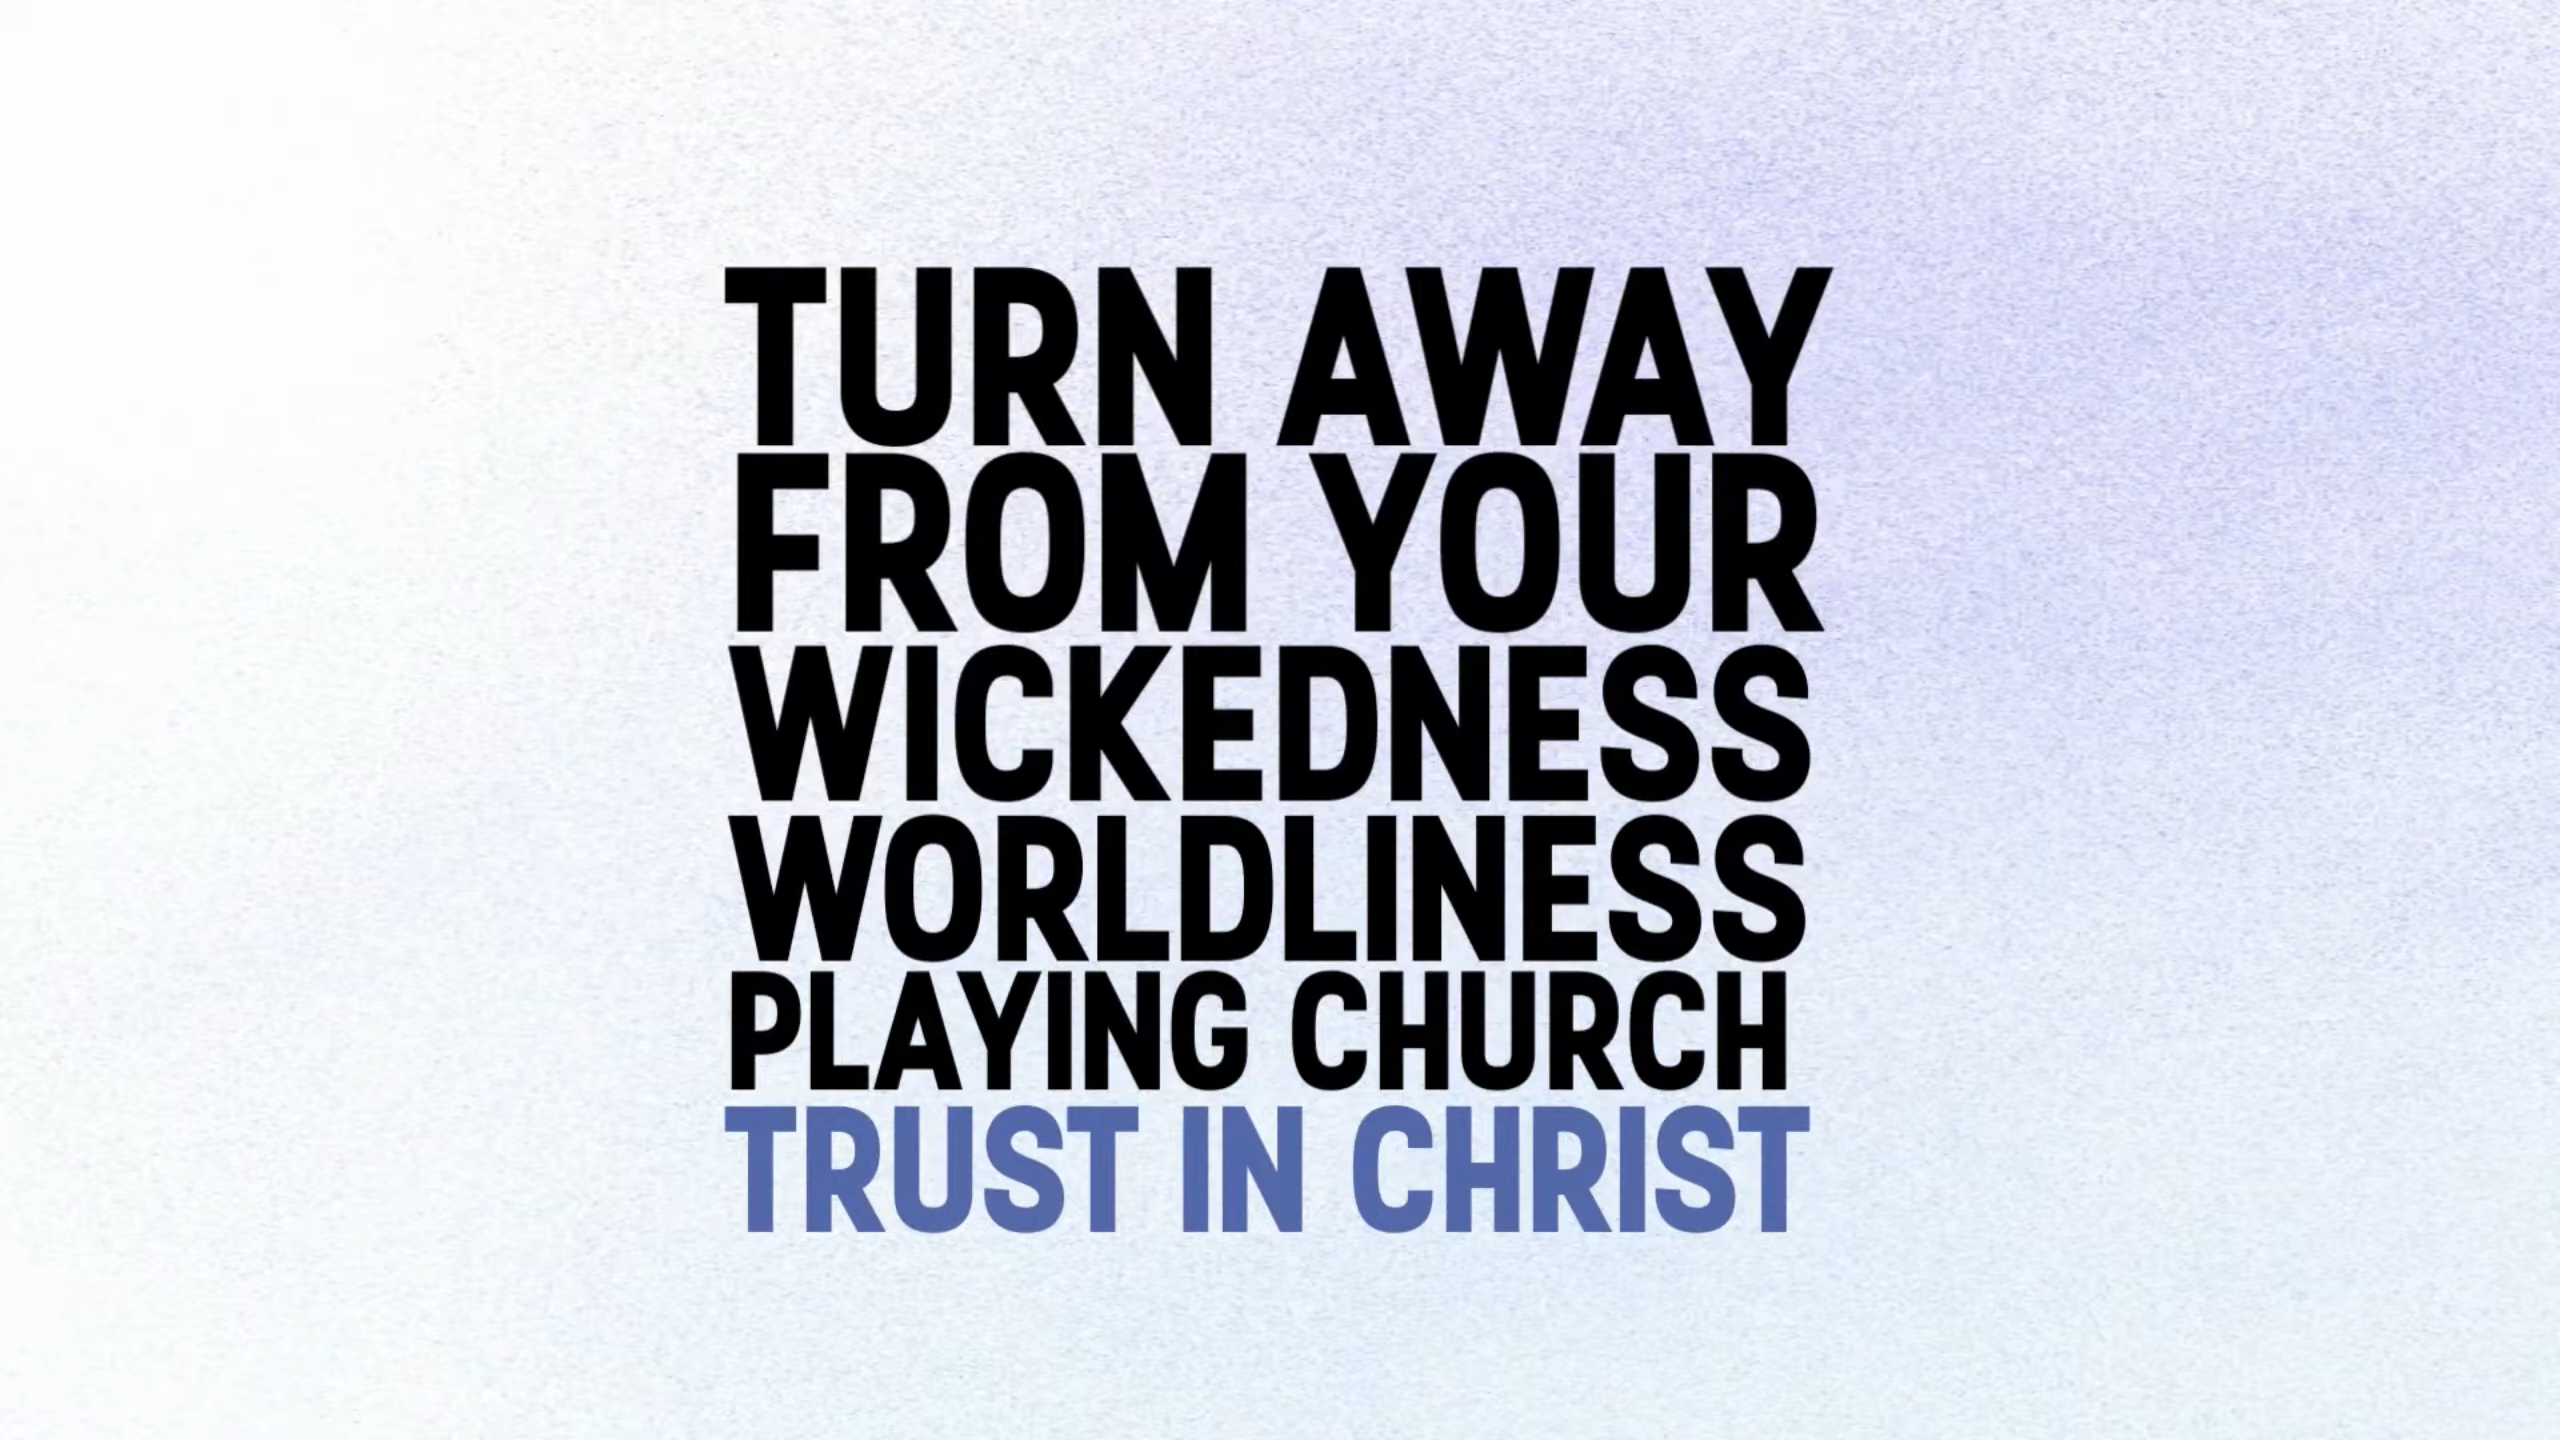 TURN AWAY
FROM YOUR
WICKEDNESS
WORLDLINESS
PLAYING CHURCH
TRUST IN CHRIST